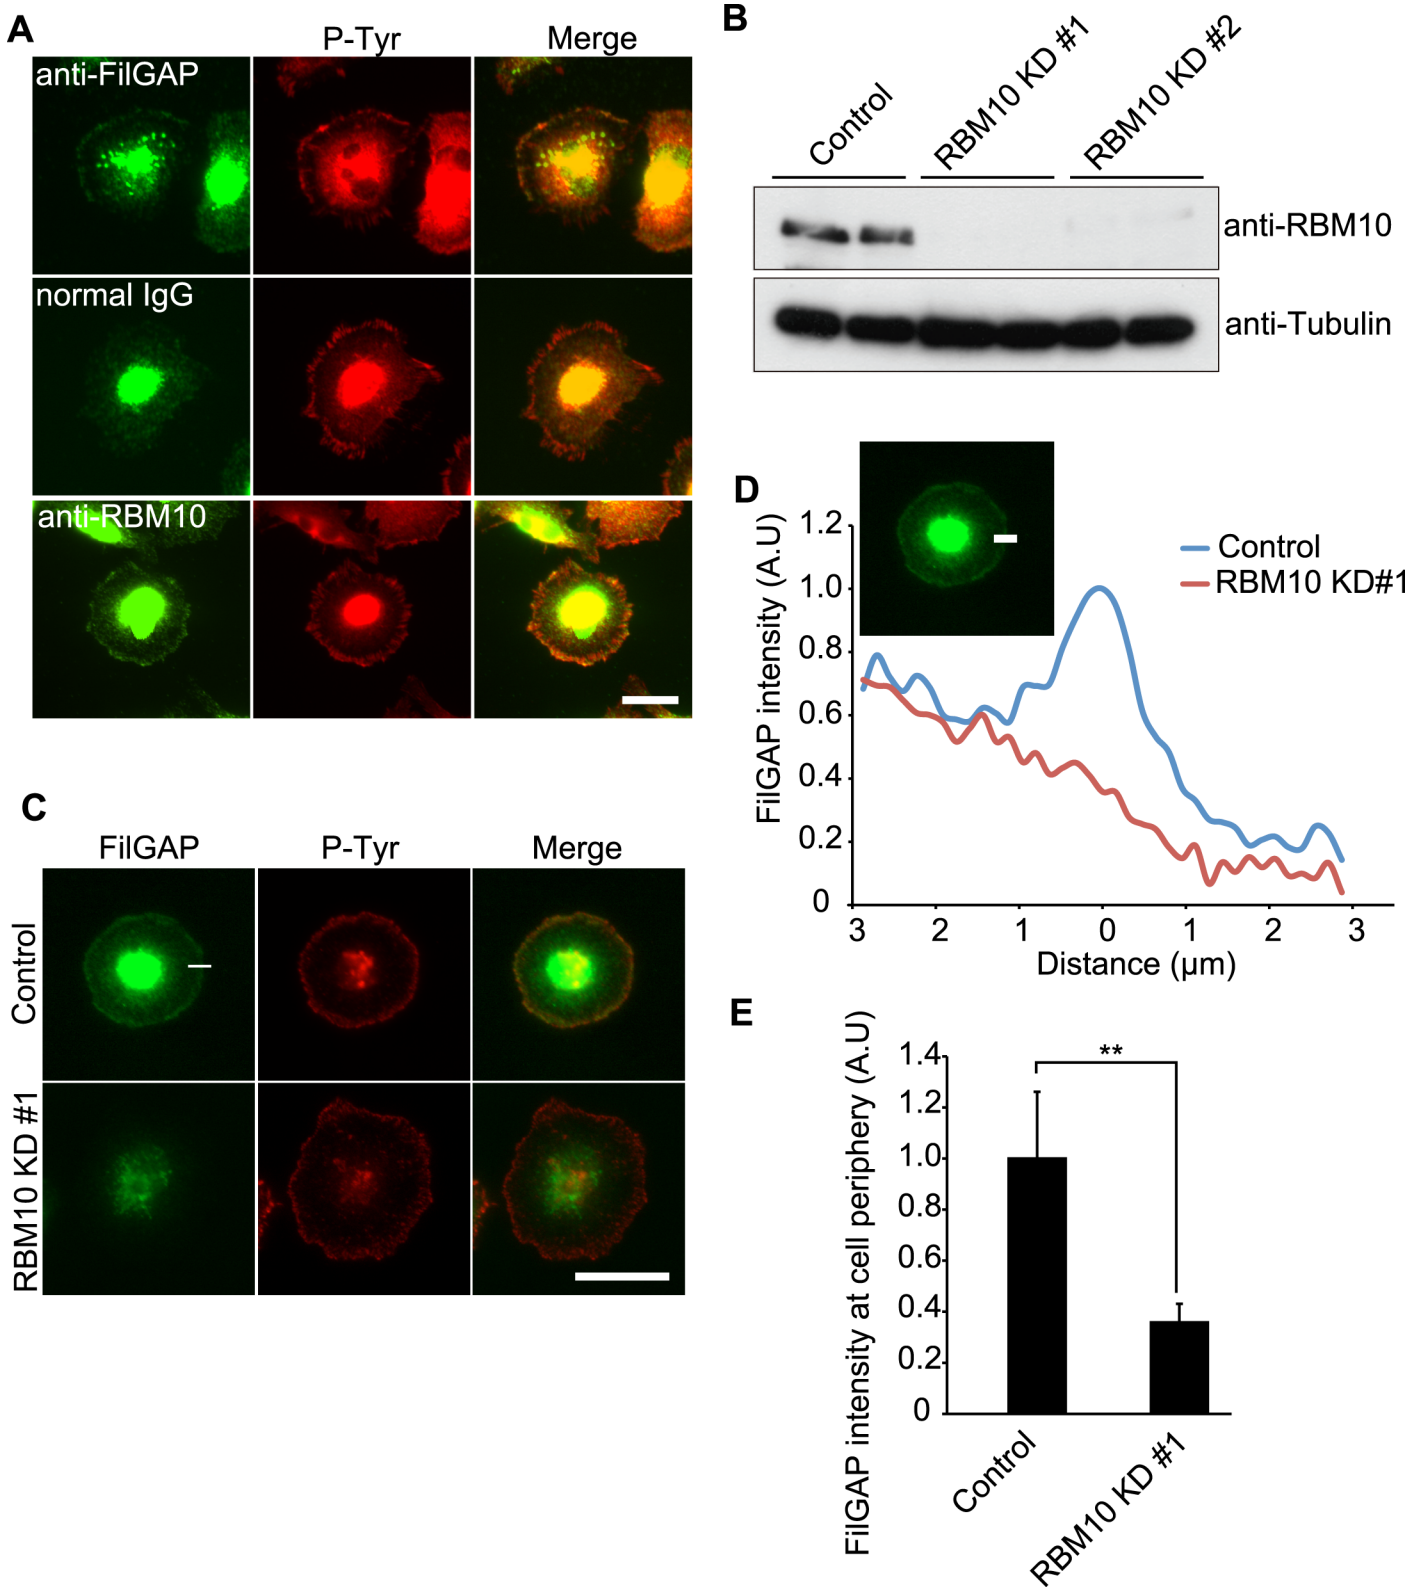 A
P-Tyr
Merge
anti-FilGAP
normal IgG
anti-RBM10
B
Control
RBM10 KD #1
RBM10 KD #2
anti-RBM10
anti-Tubulin
C
FilGAP
P-Tyr
Merge
Control
RBM10 KD #1
D
FilGAP intensity (A.U)
1.2
1.0
0.8
0.6
0.4
0.2
0
Control
RBM10 KD#1
3 2 1 0 1 2 3
Distance (µm)
E
FilGAP intensity at cell periphery (A.U)
1.4
1.2
1.0
0.8
0.6
0.4
0.2
0
**
Control
RBM10 KD #1